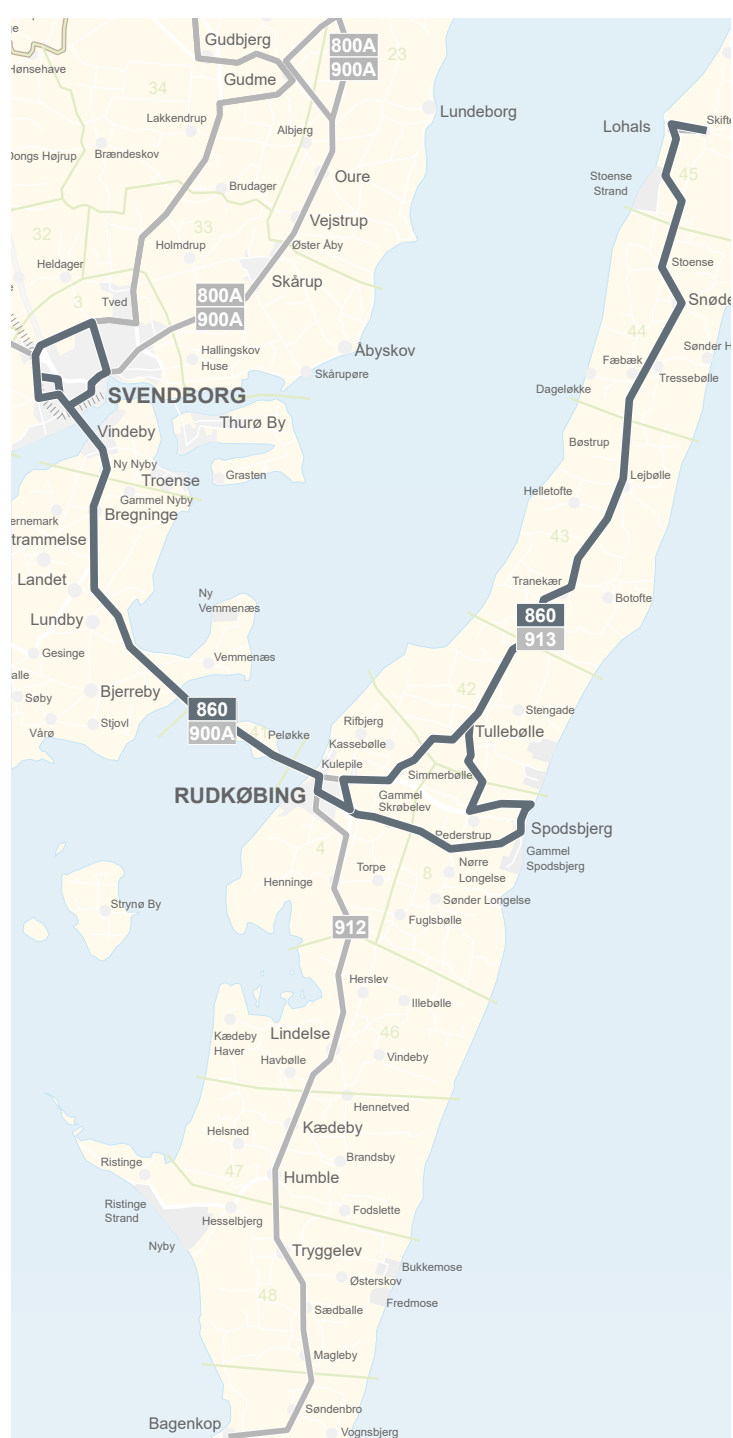 Gudbjerg
800A
900A
23
Hønsehave
Gudme
34
Lundeborg
Lohals
Skifte
Lakkendrup
Albjerg
Dongs Højrup
Brændeskov
Oure
Stoense
Strand
45
Brudager
Vejstrup
33
32
Holmdrup
Øster Åby
Heldager
Stoense
Skårup
3
Tved
800A
900A
Snøde
44
Hallingskov
Huse
Åbyskov
Sønder H
Fæbæk
Skårupøre
Tressebølle
Dageløkke
SVENDBORG
Thurø By
Vindeby
Bøstrup
Ny Nyby
Grasten
Lejbølle
Troense
Gammel Nyby
Helletofte
Bregninge
ernemark
trammelse
43
Landet
Tranekær
Ny
Vemmenæs
Botofte
Lundby
860
913
Gesinge
Vemmenæs
alle
Bjerreby
42
Søby
860
900A
Stengade
Vårø
Stjovl
Rifbjerg
41
Peløkke
Kassebølle
Tullebølle
Kulepile
Simmerbølle
RUDKØBING
Gammel
Skrøbelev
Pederstrup
Spodsbjerg
4
Gammel
Spodsbjerg
Torpe
Nørre
Longelse
Henninge
8
Sønder Longelse
Strynø By
Fuglsbølle
912
Herslev
Illebølle
Kædeby
Haver
Lindelse
46
Havbølle
Vindeby
Hennetved
Kædeby
Helsned
Brandsby
Ristinge
47
Humble
Ristinge
Strand
Hesselbjerg
Fodslette
Nyby
Tryggelev
Bukkemose
Østerskov
48
Fredmose
Sædballe
Magleby
Søndenbro
Bagenkop
Vognsbjerg